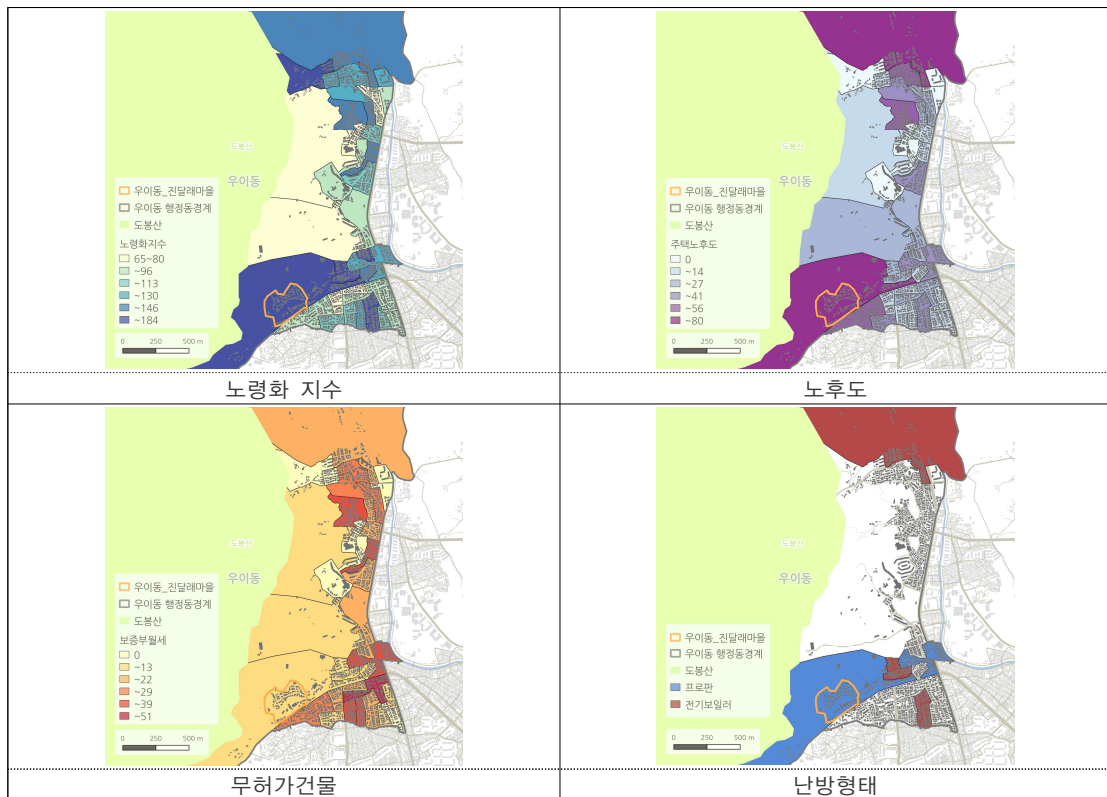 도봉산
우이동
우이동_진달래마을
우이동 행정동경계
도봉산
노령화지수
65~80
~96
~113
~130
~146
~184
0 250 500 m
노령화 지수
도봉산
우이동
우이동_진달래마을
우이동 행정동경계
도봉산
주택노후도
0
~14
~27
~41
~56
~80
0 250 500 m
노후도
도봉산
우이동
우이동_진달래마을
우이동 행정동경계
도봉산
보증부월세
0
~13
~22
~29
~39
~51
0 250 500 m
무허가건물
도봉산
우이동
우이동_진달래마을
우이동 행정동경계
도봉산
프로판
전기보일러
0 250 500 m
난방형태